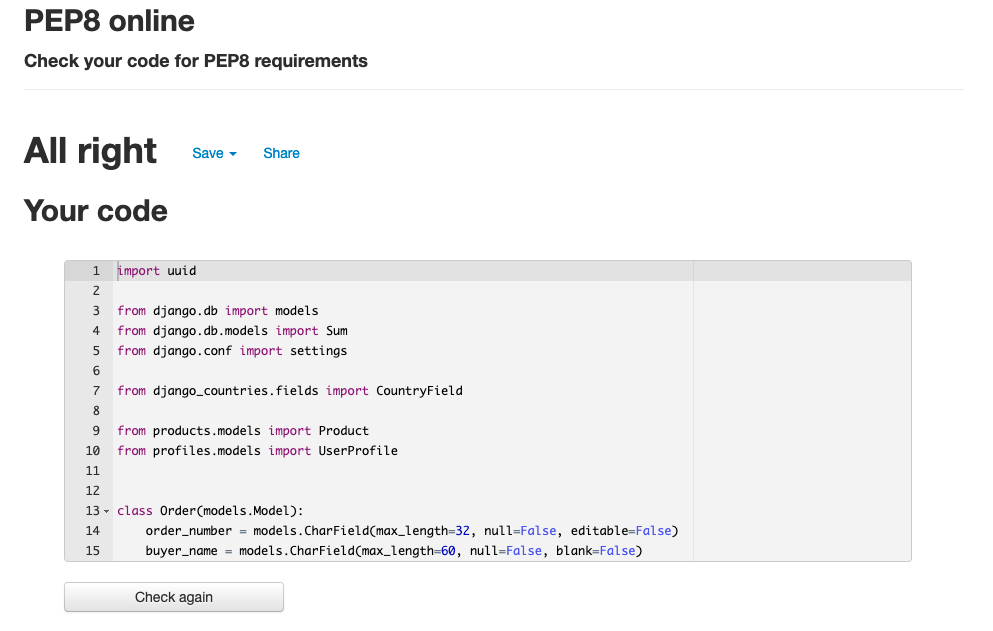 PEP8 online
Check your code for PEP8 requirements
All right Save Share
Your code
1 import uuid
2
3 from django.db import models
4 from django.db.models import Sum
5 from django.conf import settings
6
7 from django_countries.fields import CountryField
8
9 from products.models import Product
10 from profiles.models import UserProfile
11
12
13 class Order(models.Model):
14     order_number = models.CharField(max_length=32, null=False, editable=False)
15     buyer_name = models.CharField(max_length=60, null=False, blank=False)
Check again